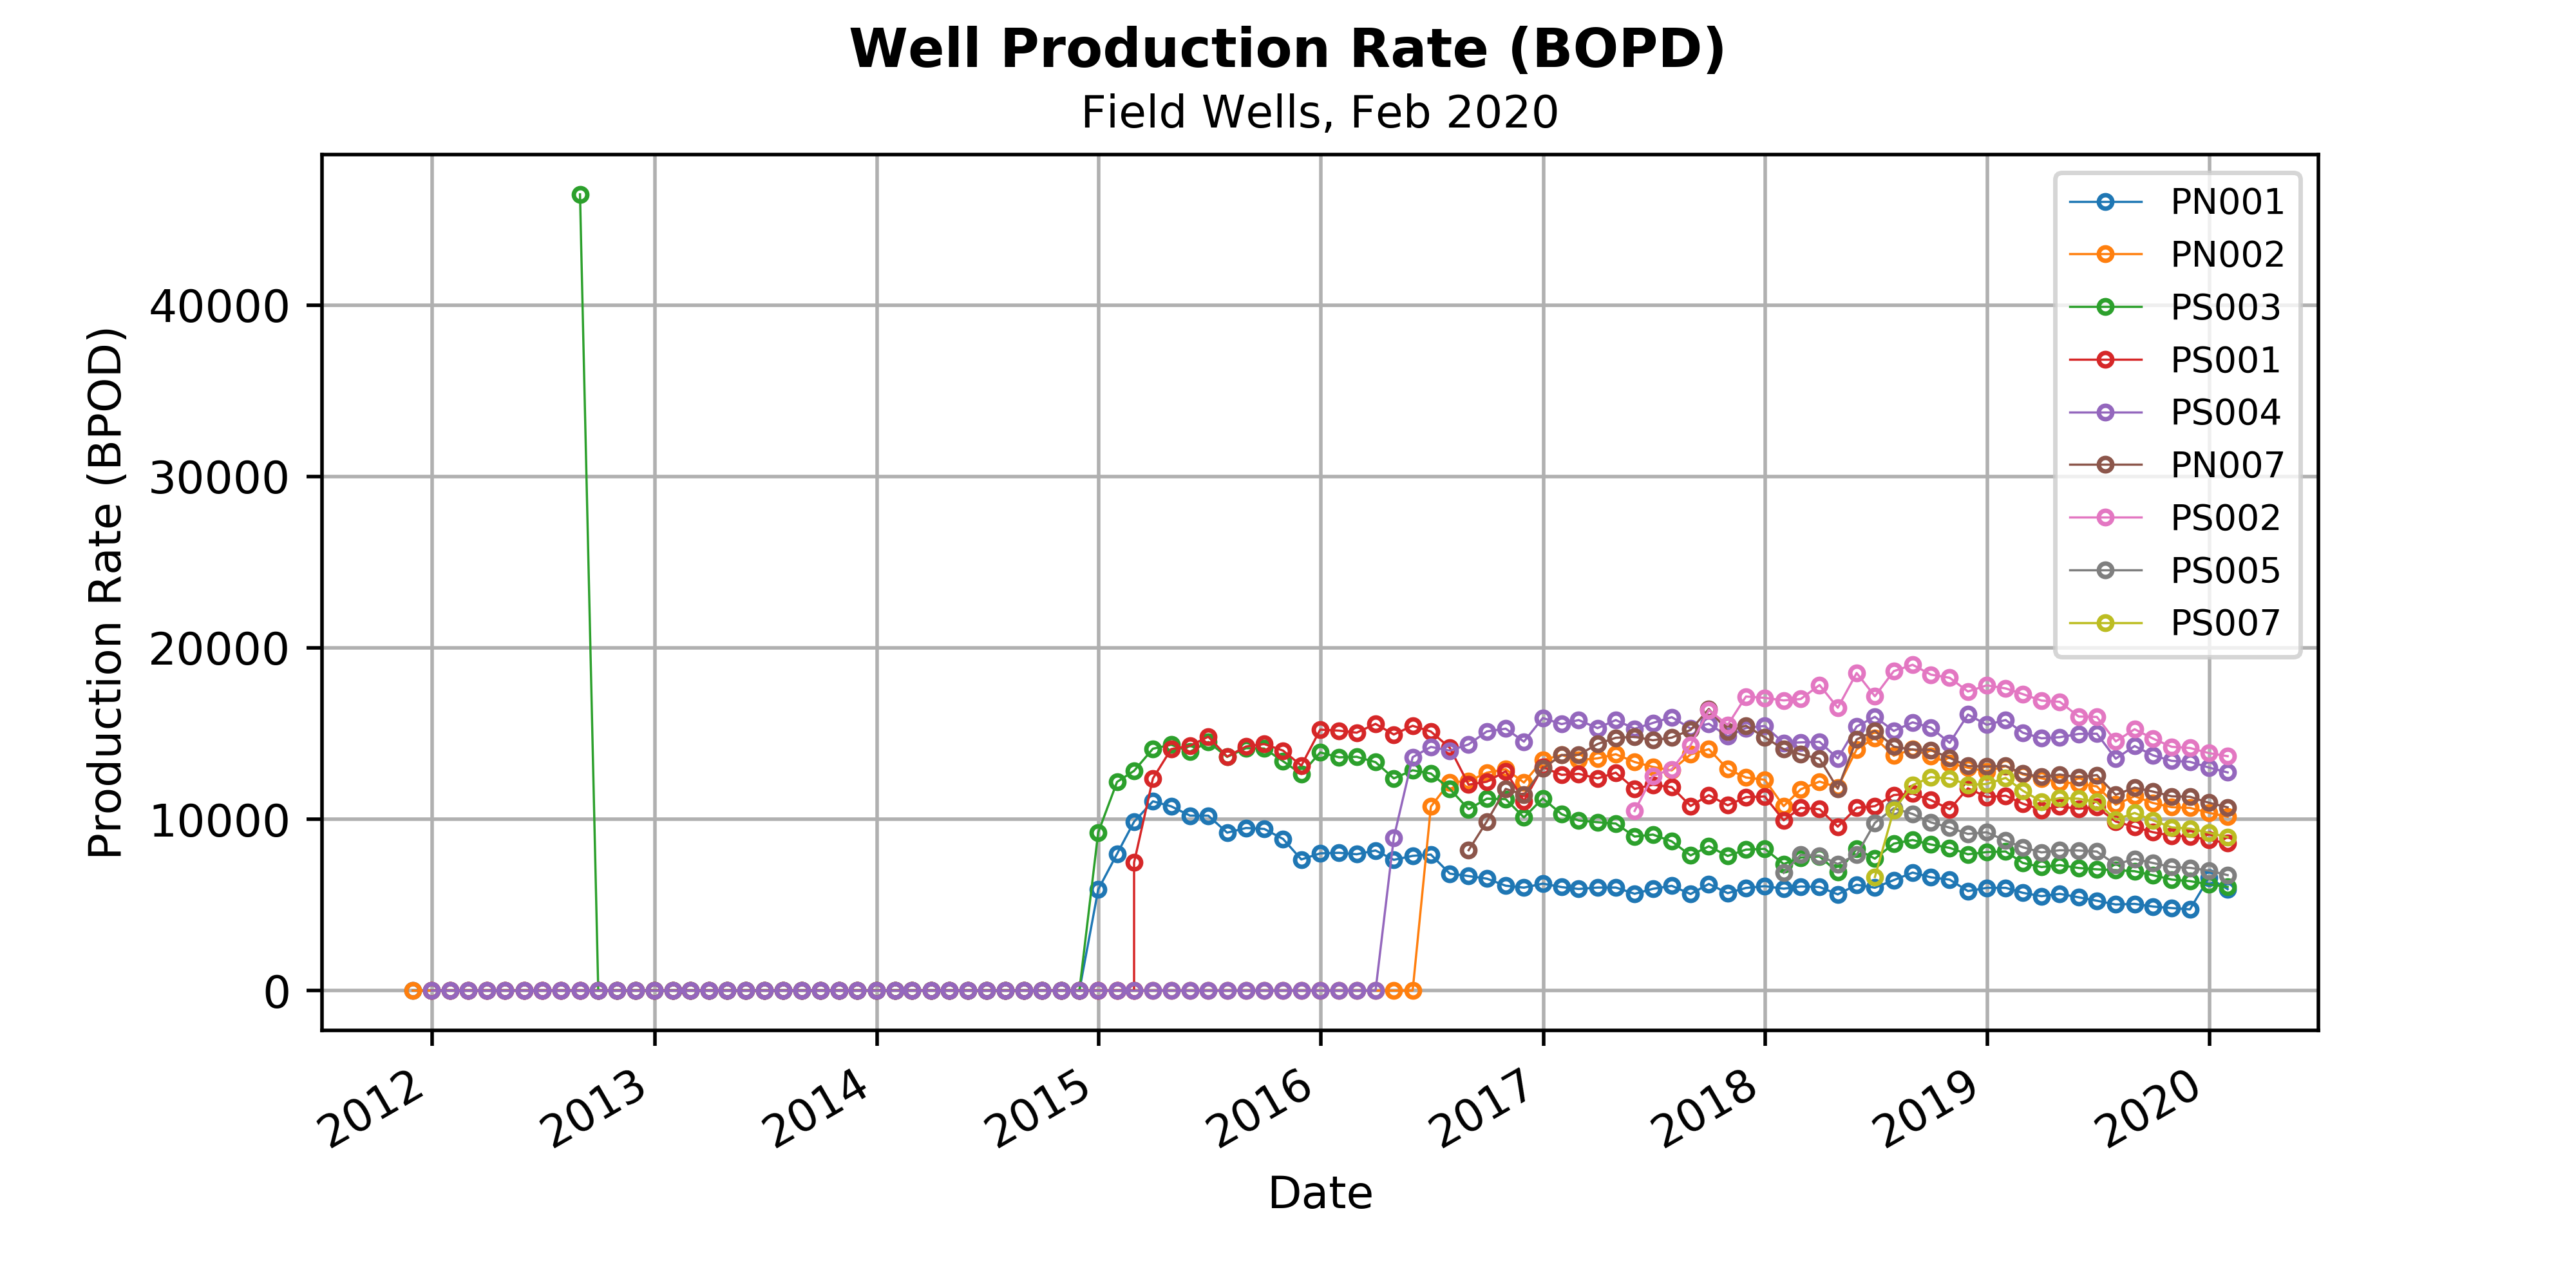 Well Production Rate (BOPD)
Field Wells, Feb 2020
Production Rate (BPOD)
40000
30000
20000
10000
0
PN001
PN002
PS003
PS001
PS004
PN007
PS002
PS005
PS007
2012
2013
2014
2015
2016
2017
2018
2019
2020
Date